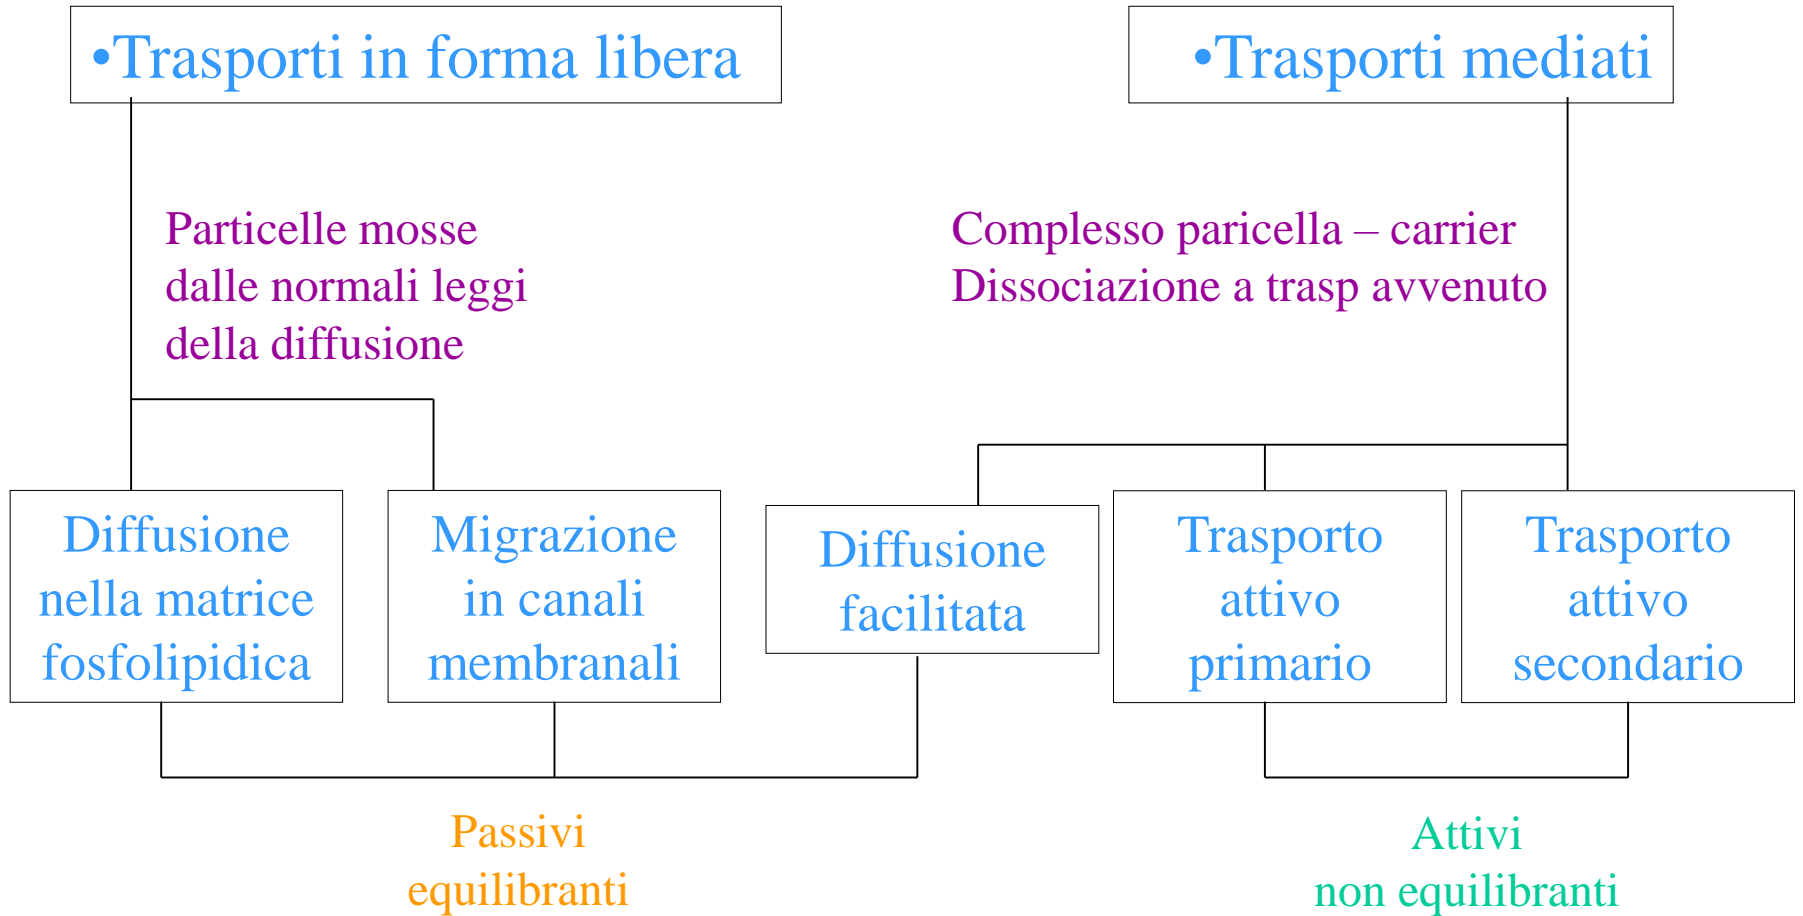 •Trasporti in forma libera
•Trasporti mediati
Particelle mosse
dalle normali leggi
della diffusione
Complesso paricella – carrier
Dissociazione a trasp avvenuto
Diffusione
nella matrice
fosfolipidica
Migrazione
in canali
membranali
Diffusione
facilitata
Trasporto
attivo
primario
Trasporto
attivo
secondario
Passivi
equilibranti
Attivi
non equilibranti